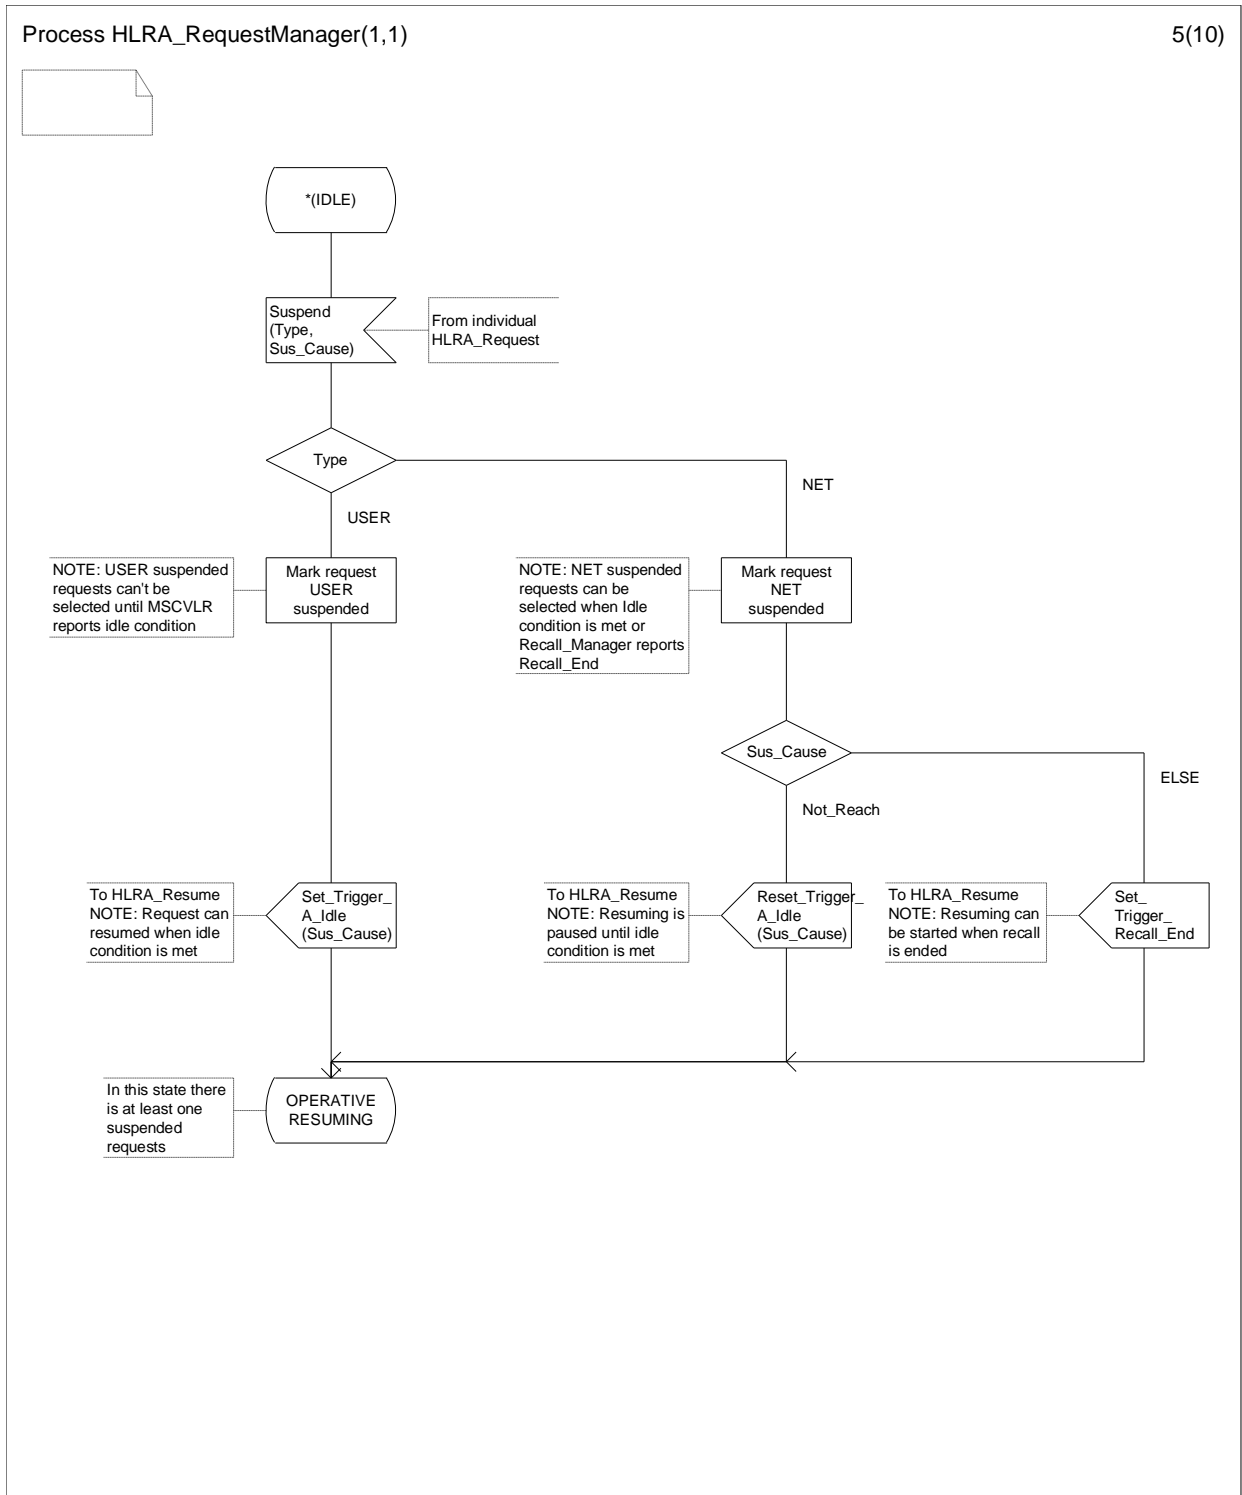 Process HLRA_RequestManager(1,1)
5(10)
*(IDLE)
Suspend
(Type,
Sus_Cause)
From individual
HLRA_Request
Type
NET
USER
NOTE: USER suspended
requests can't be
selected until MSCVLR
reports idle condition
Mark request
USER
suspended
NOTE: NET suspended
requests can be
selected when Idle
condition is met or
Recall_Manager reports
Recall_End
Mark request
NET
suspended
Sus_Cause
ELSE
Not_Reach
To HLRA_Resume
NOTE: Request can
resumed when idle
condition is met
Set_Trigger_
A_Idle
(Sus_Cause)
To HLRA_Resume
NOTE: Resuming is
paused until idle
condition is met
Reset_Trigger_
A_Idle
(Sus_Cause)
To HLRA_Resume
NOTE: Resuming can
be started when recall
is ended
Set_
Trigger_
Recall_End
In this state there
is at least one
suspended
requests
OPERATIVE
RESUMING